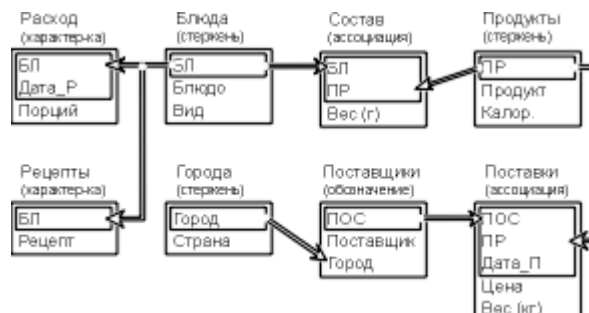 Расход
(характер-ка)
БЛ
Дата_Р
Порций
Блюда
(стержень)
БЛ
Блюдо
Вид
Состав
(ассоциация)
БЛ
ПР
Вес (г)
Продукты
(стержень)
ПР
Продукт
Калор.
Рецепты
(характер-ка)
БЛ
Рецепт
Города
(стержень)
Город
Страна
Поставщики
(обозначение)
ПОС
Поставщик
Город
Поставки
(ассоциация)
ПОС
ПР
Дата_П
Цена
Вес (кг)